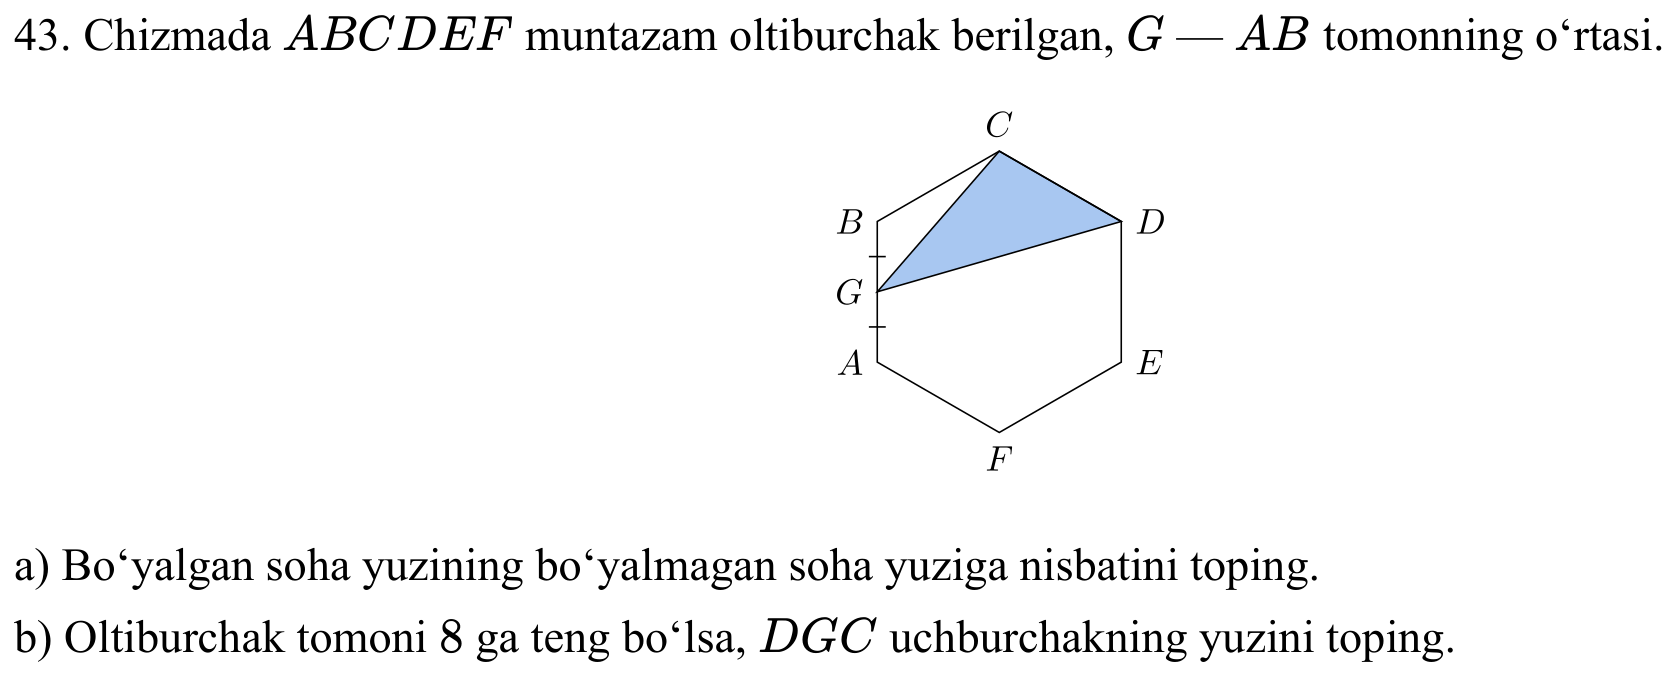 43. Chizmada ABCDEF muntazam oltiburchak berilgan, G — AB tomonning o‘rtasi.
C
B
D
G
A
E
F
a) Bo‘yalgan soha yuzining bo‘yalmagan soha yuziga nisbatini toping.
b) Oltiburchak tomoni 8 ga teng bo‘lsa, DGC uchburchakning yuzini toping.